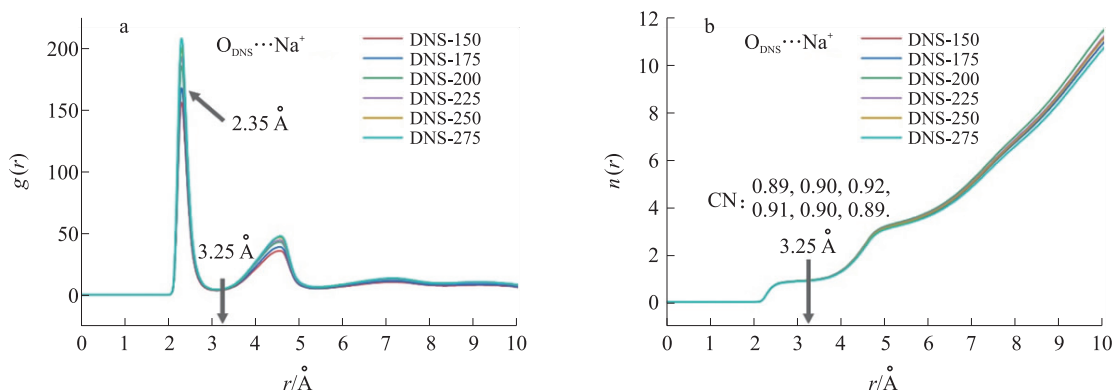 a
O_DNS···Na⁺
DNS-150
DNS-175
DNS-200
DNS-225
DNS-250
DNS-275
2.35 Å
3.25 Å
g(r)
200
150
100
50
0
0 1 2 3 4 5 6 7 8 9 10
r/Å
b
O_DNS···Na⁺
DNS-150
DNS-175
DNS-200
DNS-225
DNS-250
DNS-275
CN: 0.89, 0.90, 0.92,
0.91, 0.90, 0.89.
3.25 Å
n(r)
12
10
8
6
4
2
0
0 1 2 3 4 5 6 7 8 9 10
r/Å